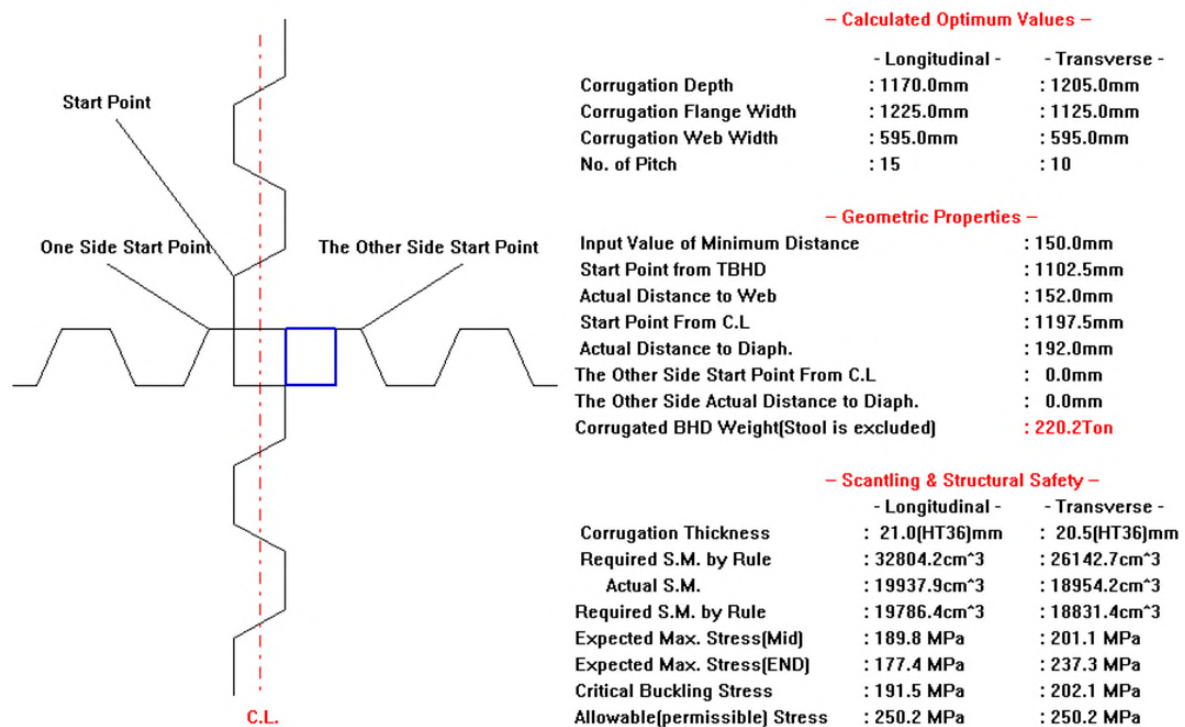 Start Point
One Side Start Point
The Other Side Start Point
C.L.
– Calculated Optimum Values –
- Longitudinal - - Transverse -
Corrugation Depth : 1170.0mm : 1205.0mm
Corrugation Flange Width : 1225.0mm : 1125.0mm
Corrugation Web Width : 595.0mm : 595.0mm
No. of Pitch : 15 : 10
– Geometric Properties –
Input Value of Minimum Distance : 150.0mm
Start Point from TBHD : 1102.5mm
Actual Distance to Web : 152.0mm
Start Point From C.L : 1197.5mm
Actual Distance to Diaph. : 192.0mm
The Other Side Start Point From C.L : 0.0mm
The Other Side Actual Distance to Diaph. : 0.0mm
Corrugated BHD Weight(Stool is excluded) : 220.2Ton
– Scantling & Structural Safety –
- Longitudinal - - Transverse -
Corrugation Thickness : 21.0(HT36)mm : 20.5(HT36)mm
Required S.M. by Rule : 32804.2cm^3 : 26142.7cm^3
Actual S.M. : 19937.9cm^3 : 18954.2cm^3
Required S.M. by Rule : 19786.4cm^3 : 18831.4cm^3
Expected Max. Stress(Mid) : 189.8 MPa : 201.1 MPa
Expected Max. Stress(END) : 177.4 MPa : 237.3 MPa
Critical Buckling Stress : 191.5 MPa : 202.1 MPa
Allowable(permissible) Stress : 250.2 MPa : 250.2 MPa